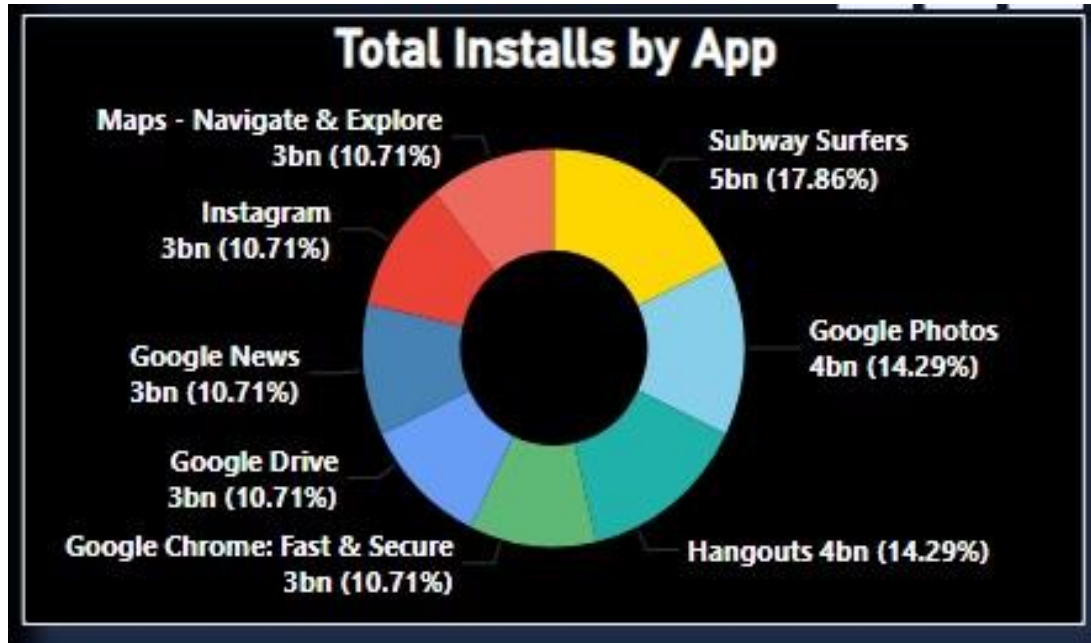 Total Installs by App
Maps - Navigate & Explore
3bn (10.71%)
Subway Surfers
5bn (17.86%)
Instagram
3bn (10.71%)
Google Photos
4bn (14.29%)
Google News
3bn (10.71%)
Google Drive
3bn (10.71%)
Google Chrome: Fast & Secure
3bn (10.71%)
Hangouts 4bn (14.29%)